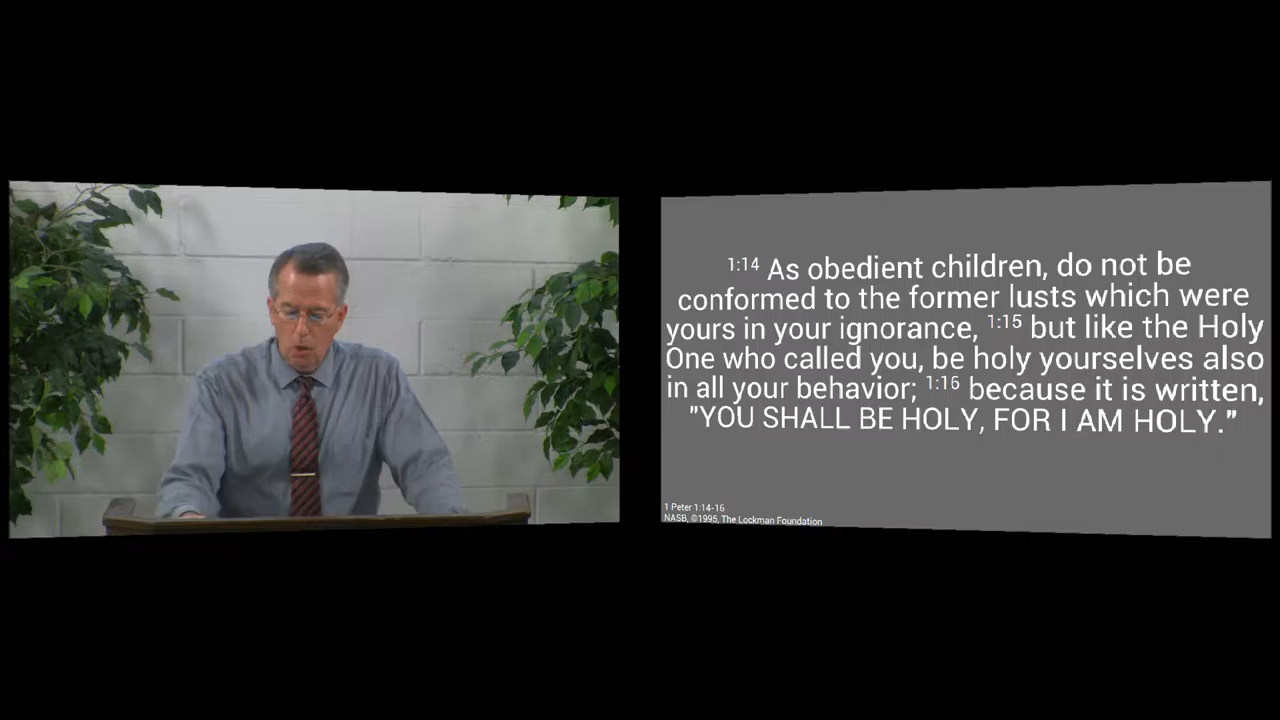 1:14 As obedient children, do not be
conformed to the former lusts which were
yours in your ignorance, 1:15 but like the Holy
One who called you, be holy yourselves also
in all your behavior; 1:16 because it is written,
"YOU SHALL BE HOLY, FOR I AM HOLY."
1 Peter 1:14-16
NASB, ©1995, The Lockman Foundation